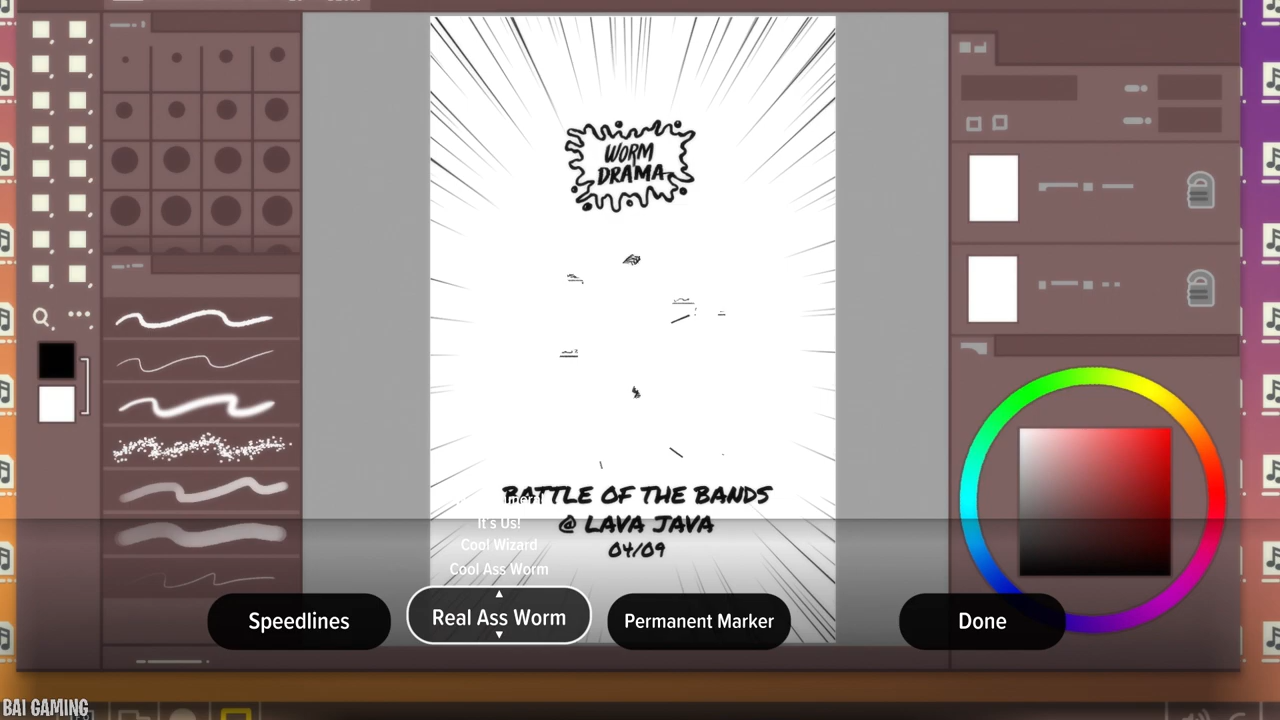 WORM
DRAMA
BATTLE OF THE BANDS
@ LAVA JAVA
04/09
It's Us!
Cool Wizard
Cool Ass Worm
Speedlines
Real Ass Worm
Permanent Marker
Done
BAI GAMING